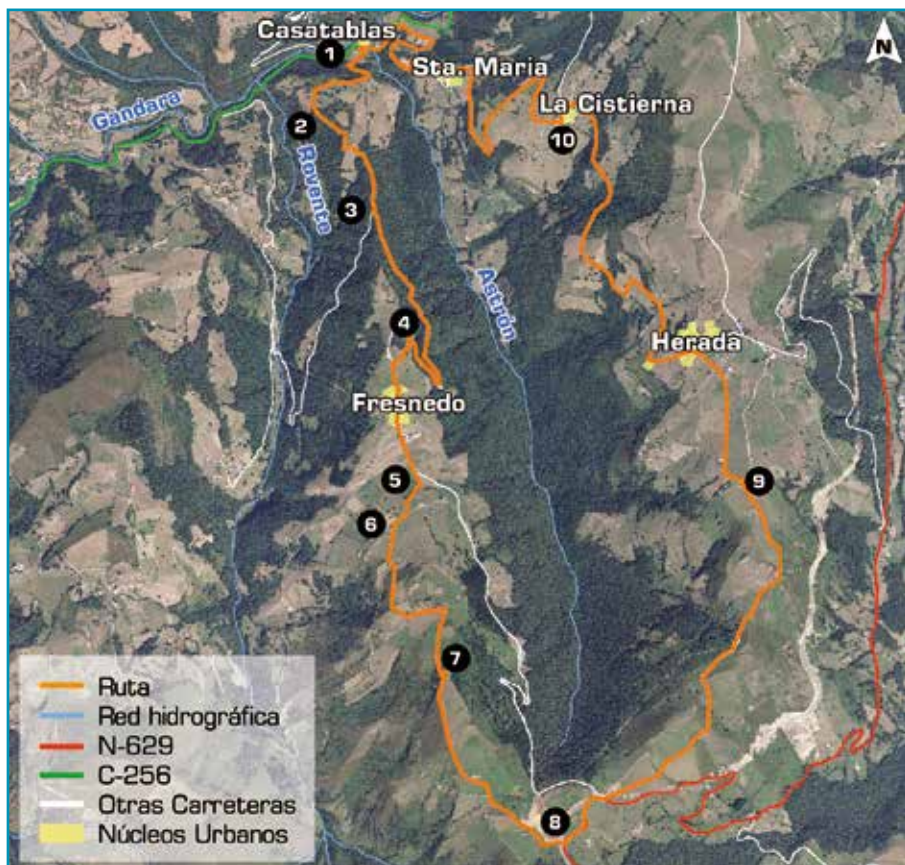 Casatablas
N
1
Sta. Maria
La Cistierna
Gandara
2
10
Rovente
3
Astrón
4
Herada
Fresnedo
5
9
6
7
Ruta
Red hidrográfica
N-629
C-256
Otras Carreteras
Núcleos Urbanos
8